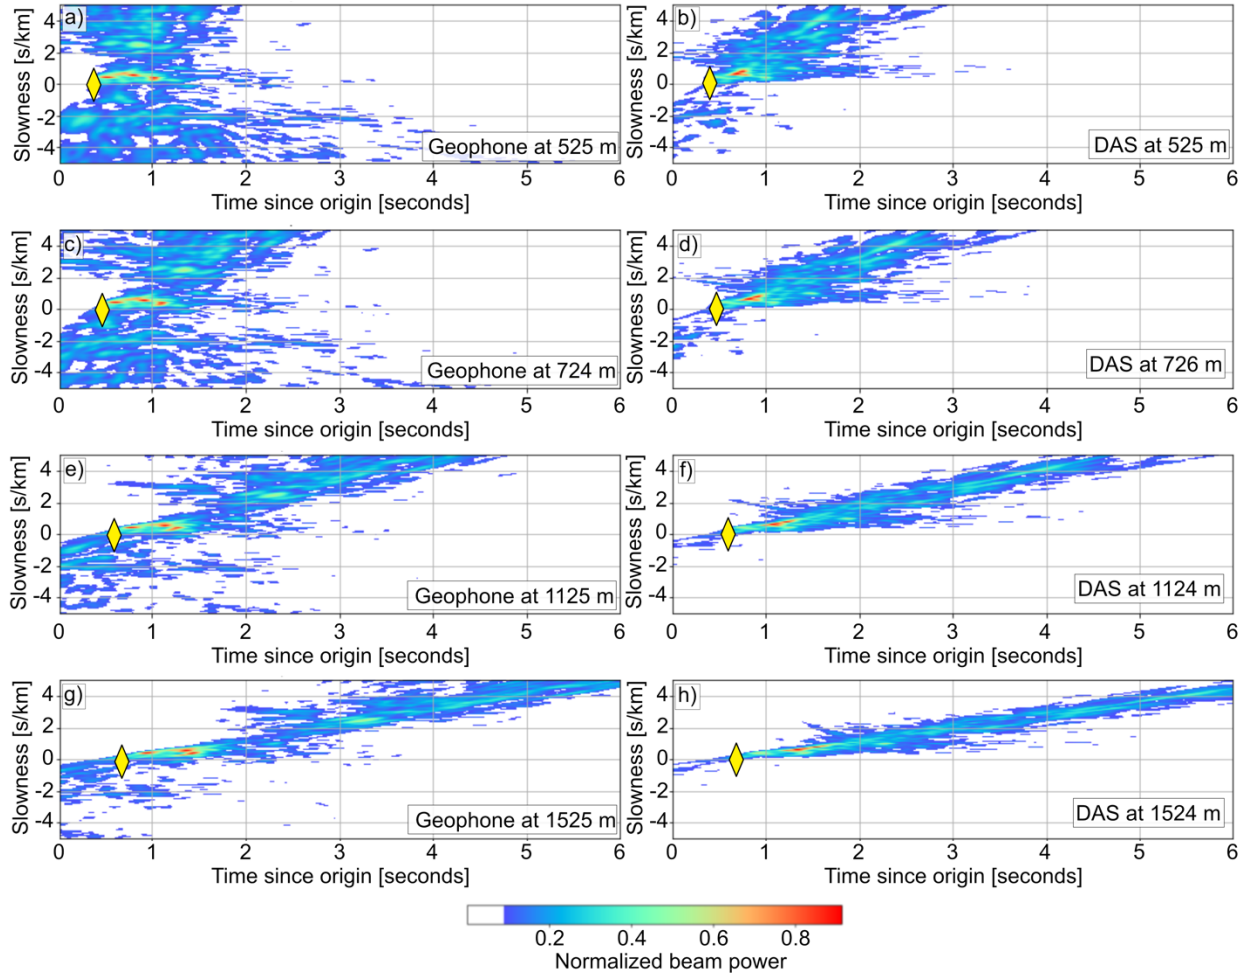 a)
Slowness [s/km]
4
2
0
-2
-4
Geophone at 525 m
0 1 2 3 4 5 6
Time since origin [seconds]
b)
Slowness [s/km]
4
2
0
-2
-4
DAS at 525 m
0 1 2 3 4 5 6
Time since origin [seconds]
c)
Slowness [s/km]
4
2
0
-2
-4
Geophone at 724 m
0 1 2 3 4 5 6
Time since origin [seconds]
d)
Slowness [s/km]
4
2
0
-2
-4
DAS at 726 m
0 1 2 3 4 5 6
Time since origin [seconds]
e)
Slowness [s/km]
4
2
0
-2
-4
Geophone at 1125 m
0 1 2 3 4 5 6
Time since origin [seconds]
f)
Slowness [s/km]
4
2
0
-2
-4
DAS at 1124 m
0 1 2 3 4 5 6
Time since origin [seconds]
g)
Slowness [s/km]
4
2
0
-2
-4
Geophone at 1525 m
0 1 2 3 4 5 6
Time since origin [seconds]
h)
Slowness [s/km]
4
2
0
-2
-4
DAS at 1524 m
0 1 2 3 4 5 6
Time since origin [seconds]
0.2 0.4 0.6 0.8
Normalized beam power